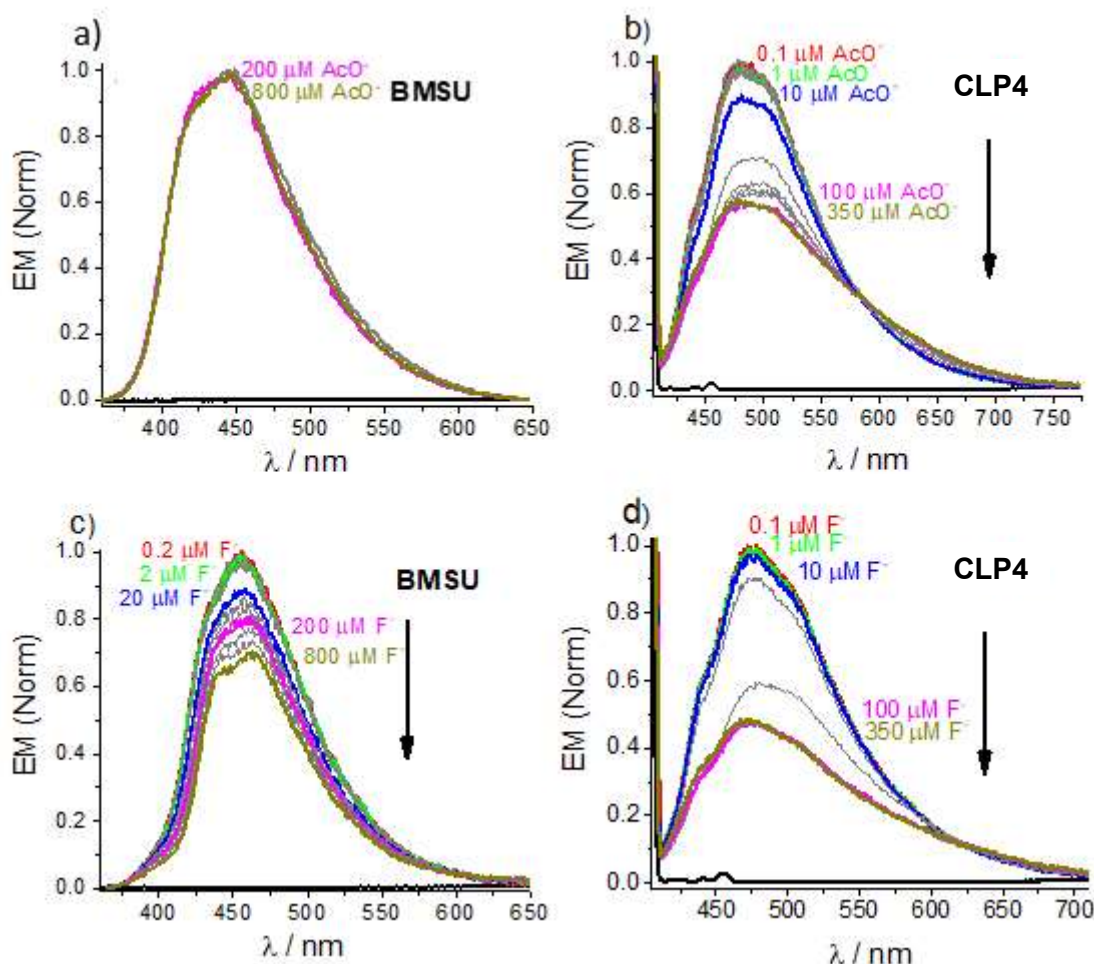 a)
200 μM AcO⁻
800 μM AcO⁻
BMSU
EM (Norm)
1.0
0.8
0.6
0.4
0.2
0.0
400 450 500 550 600 650
λ / nm
b)
0.1 μM AcO⁻
1 μM AcO⁻
10 μM AcO⁻
CLP4
100 μM AcO⁻
350 μM AcO⁻
EM (Norm)
1.0
0.8
0.6
0.4
0.2
0.0
450 500 550 600 650 700 750
λ / nm
c)
0.2 μM F⁻
2 μM F⁻
20 μM F⁻
BMSU
200 μM F⁻
800 μM F⁻
EM (Norm)
1.0
0.8
0.6
0.4
0.2
0.0
400 450 500 550 600 650
λ / nm
d)
0.1 μM F⁻
1 μM F⁻
10 μM F⁻
CLP4
100 μM F⁻
350 μM F⁻
EM (Norm)
1.0
0.8
0.6
0.4
0.2
0.0
450 500 550 600 650 700
λ / nm